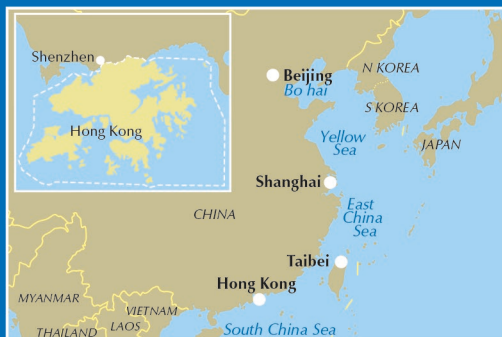 Shenzhen
Hong Kong
Beijing
Bo hai
N KOREA
S KOREA
JAPAN
Yellow
Sea
Shanghai
East
China
Sea
CHINA
Taibei
Hong Kong
MYANMAR
VIETNAM
LAOS
THAILAND
South China Sea